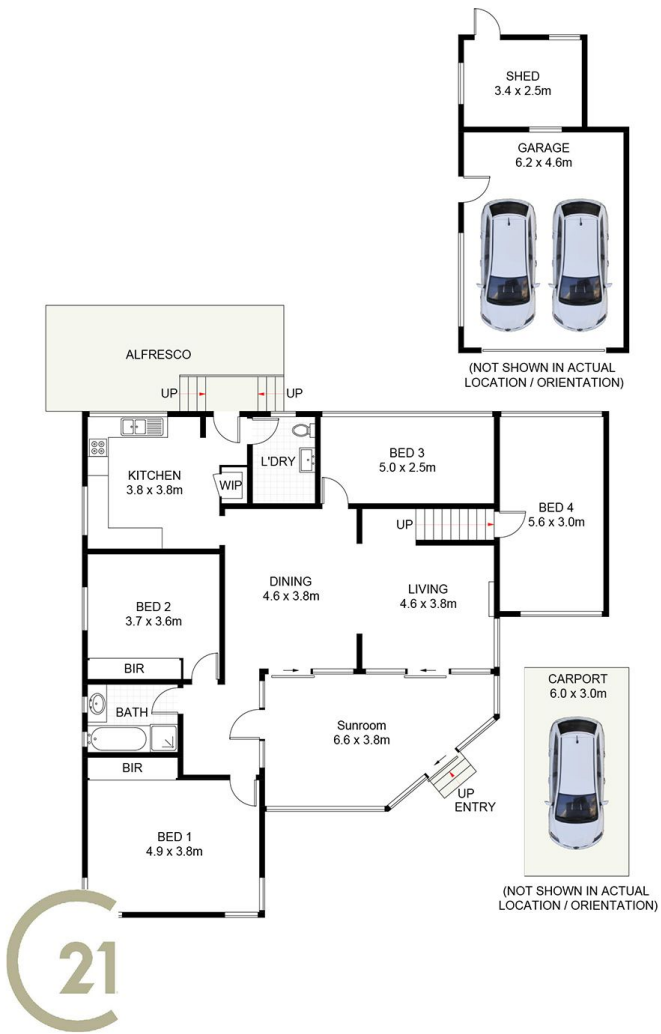 SHED
3.4 x 2.5m
GARAGE
6.2 x 4.6m
(NOT SHOWN IN ACTUAL
LOCATION / ORIENTATION)
ALFRESCO
UP
UP
KITCHEN
3.8 x 3.8m
WIP
L'DRY
BED 3
5.0 x 2.5m
BED 4
5.6 x 3.0m
UP
DINING
4.6 x 3.8m
LIVING
4.6 x 3.8m
BED 2
3.7 x 3.6m
BIR
BATH
BIR
Sunroom
6.6 x 3.8m
UP
ENTRY
CARPORT
6.0 x 3.0m
(NOT SHOWN IN ACTUAL
LOCATION / ORIENTATION)
BED 1
4.9 x 3.8m
C
21